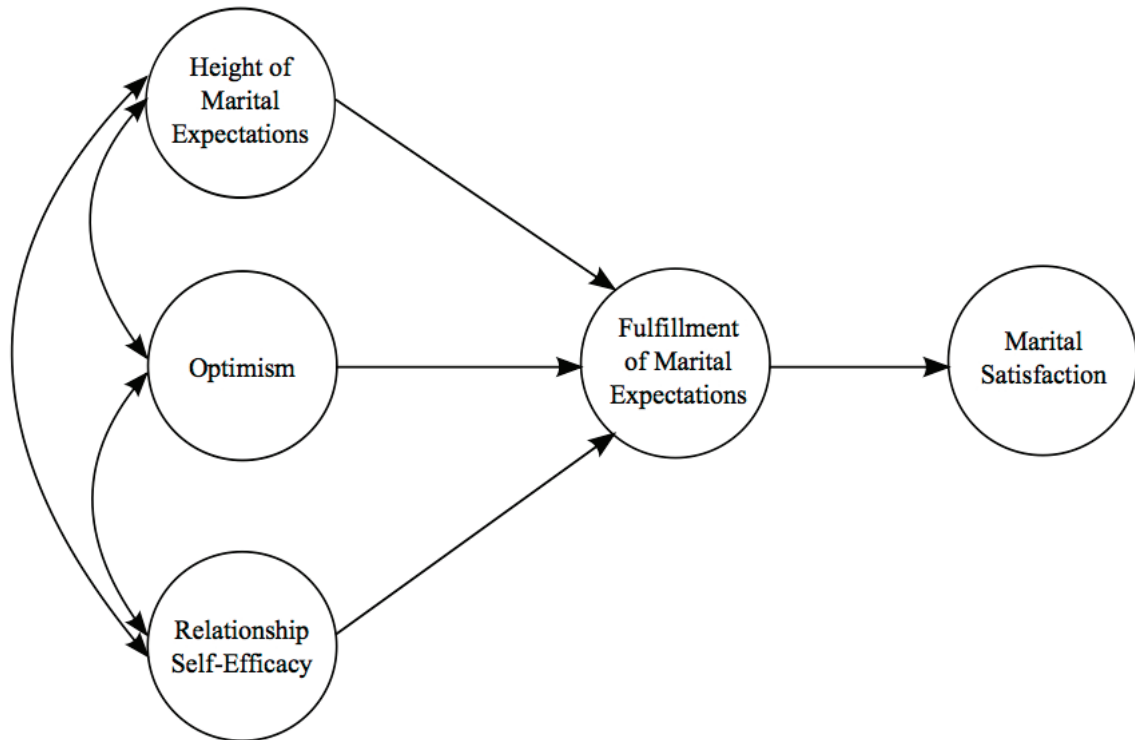 Height of
Marital
Expectations
Optimism
Relationship
Self-Efficacy
Fulfillment
of Marital
Expectations
Marital
Satisfaction